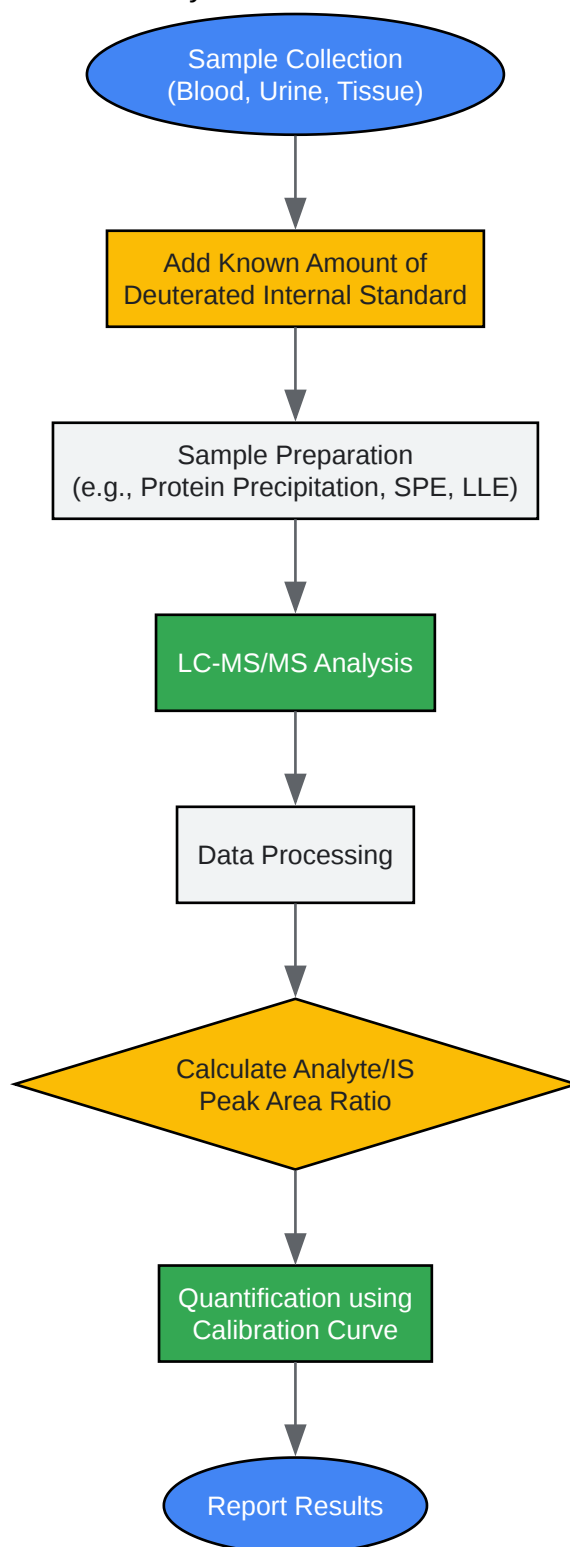 Sample Collection
(Blood, Urine, Tissue)
Add Known Amount of
Deuterated Internal Standard
Sample Preparation
(e.g., Protein Precipitation, SPE, LLE)
LC-MS/MS Analysis
Data Processing
Calculate Analyte/IS
Peak Area Ratio
Quantification using
Calibration Curve
Report Results